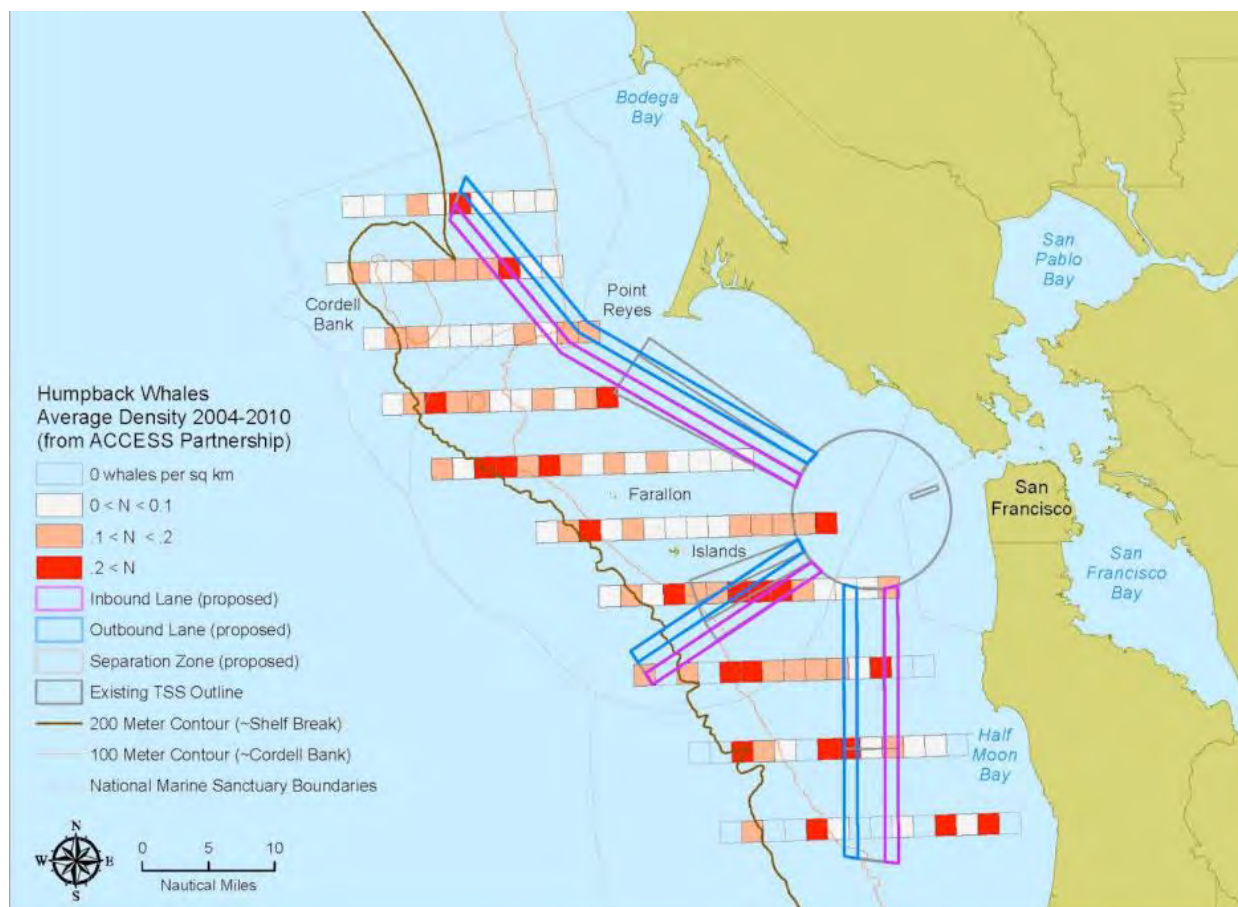 Bodega
Bay
San
Pablo
Bay
Point
Reyes
Cordell
Bank
Farallon
Islands
San
Francisco
San
Francisco
Bay
Half
Moon
Bay
Humpback Whales
Average Density 2004-2010
(from ACCESS Partnership)
0 whales per sq km
0 < N < 0.1
.1 < N < .2
.2 < N
Inbound Lane (proposed)
Outbound Lane (proposed)
Separation Zone (proposed)
Existing TSS Outline
200 Meter Contour (~Shelf Break)
100 Meter Contour (~Cordell Bank)
National Marine Sanctuary Boundaries
N
W E
S
0 5 10
Nautical Miles